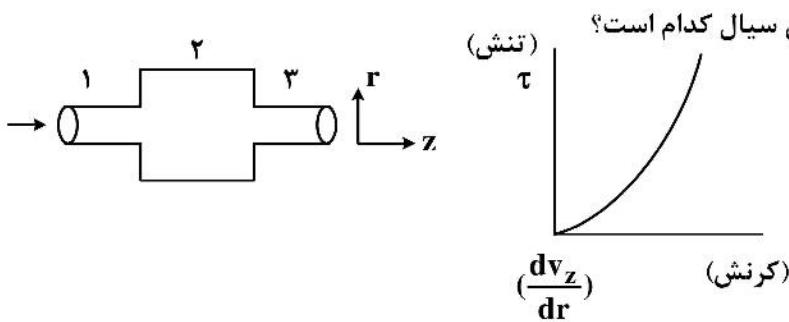 سیال کدام است؟
(تنش)
τ
۱
۲
۳
r
z
(dv_z/dr)
(کرنش)